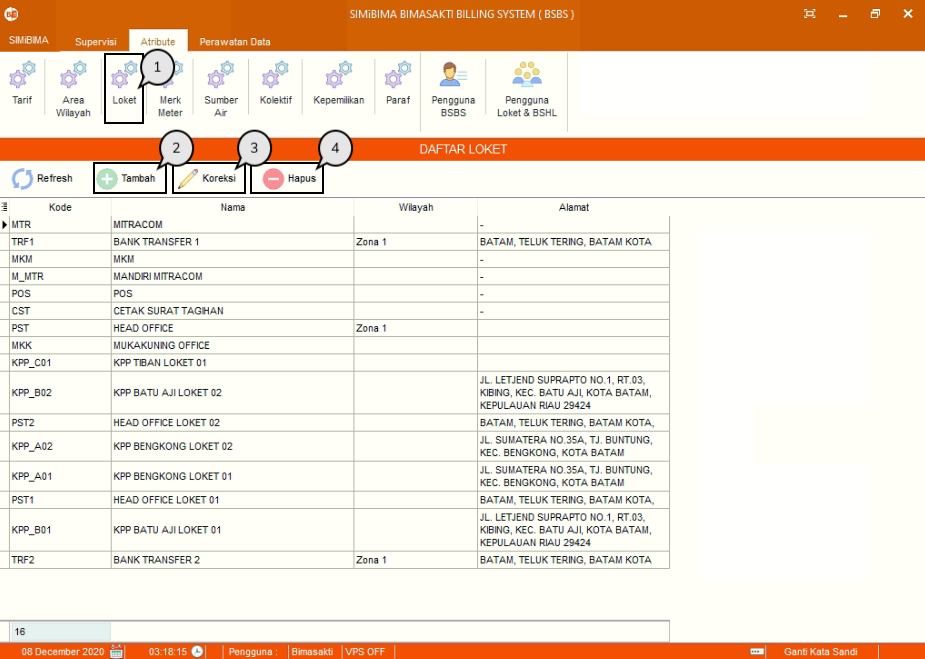 SIMiBIMA BIMASAKTI BILLING SYSTEM ( BSBS )
SIMiBIMA Supervisi Atribute Perawatan Data
1
Tarif
Area
Wilayah
Loket
Merk
Meter
Sumber
Air
Kolektif
Kepemilikan
Paraf
Pengguna
BSBS
Pengguna
Loket & BSHL
DAFTAR LOKET
2 3 4
Refresh Tambah Koreksi Hapus
Kode Nama Wilayah Alamat
MTR MITRACOM -
TRF1 BANK TRANSFER 1 Zona 1 BATAM, TELUK TERING, BATAM KOTA
MKM MKM -
M_MTR MANDIRI MITRACOM -
POS POS -
CST CETAK SURAT TAGIHAN -
PST HEAD OFFICE Zona 1
MKK MUKAKUNING OFFICE
KPP_C01 KPP TIBAN LOKET 01
KPP_B02 KPP BATU AJI LOKET 02 JL. LETJEND SUPRAPTO NO.1, RT.03,
KIBING, KEC. BATU AJI, KOTA BATAM,
KEPULAUAN RIAU 29424
PST2 HEAD OFFICE LOKET 02 BATAM, TELUK TERING, BATAM KOTA,
KPP_A02 KPP BENGKONG LOKET 02 JL. SUMATERA NO.35A, TJ. BUNTUNG,
KEC. BENGKONG, KOTA BATAM
KPP_A01 KPP BENGKONG LOKET 01 JL. SUMATERA NO.35A, TJ. BUNTUNG,
KEC. BENGKONG, KOTA BATAM
PST1 HEAD OFFICE LOKET 01 BATAM, TELUK TERING, BATAM KOTA,
KPP_B01 KPP BATU AJI LOKET 01 JL. LETJEND SUPRAPTO NO.1, RT.03,
KIBING, KEC. BATU AJI, KOTA BATAM,
KEPULAUAN RIAU 29424
TRF2 BANK TRANSFER 2 Zona 1 BATAM, TELUK TERING, BATAM KOTA
16
08 December 2020 03:18:15 Pengguna : Bimasakti VPS OFF Ganti Kata Sandi